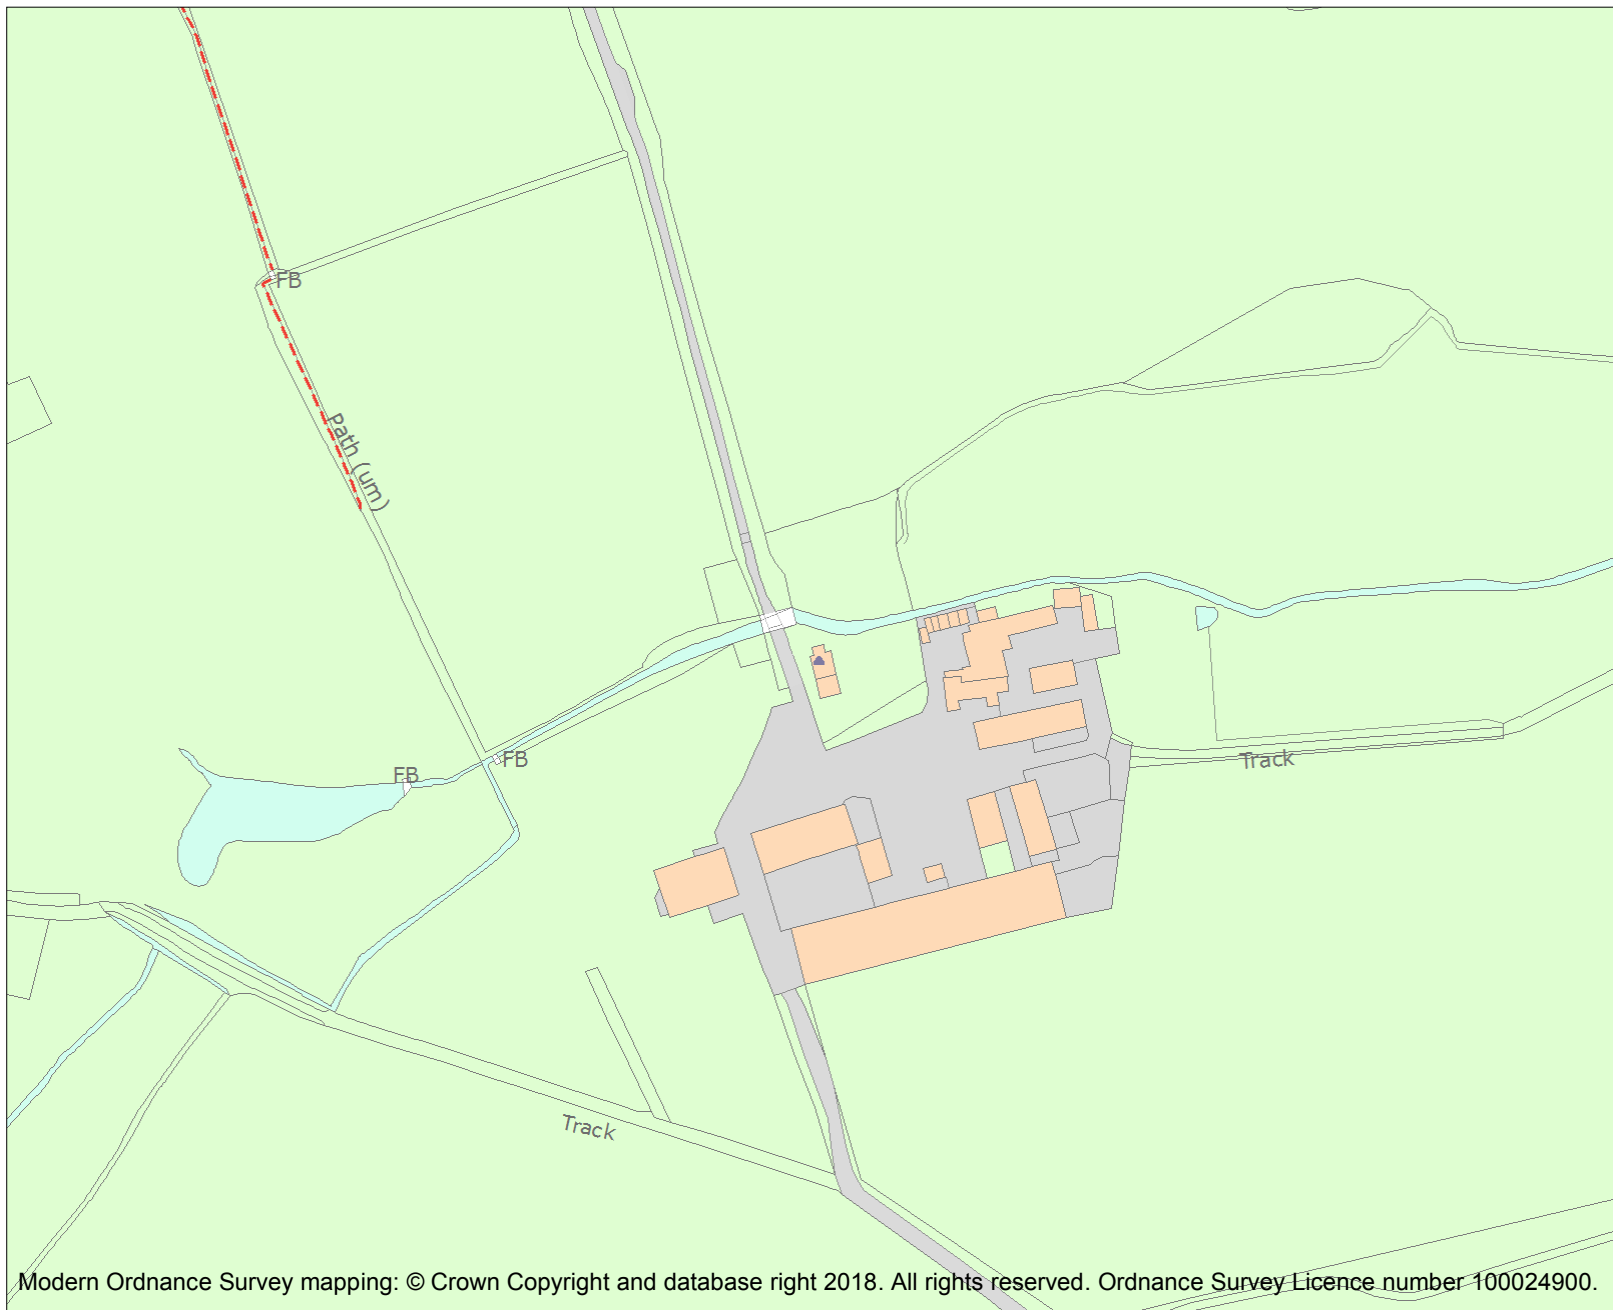 FB
Path (um)
FB
FB
Track
Track
Modern Ordnance Survey mapping: © Crown Copyright and database right 2018. All rights reserved. Ordnance Survey Licence number 100024900.